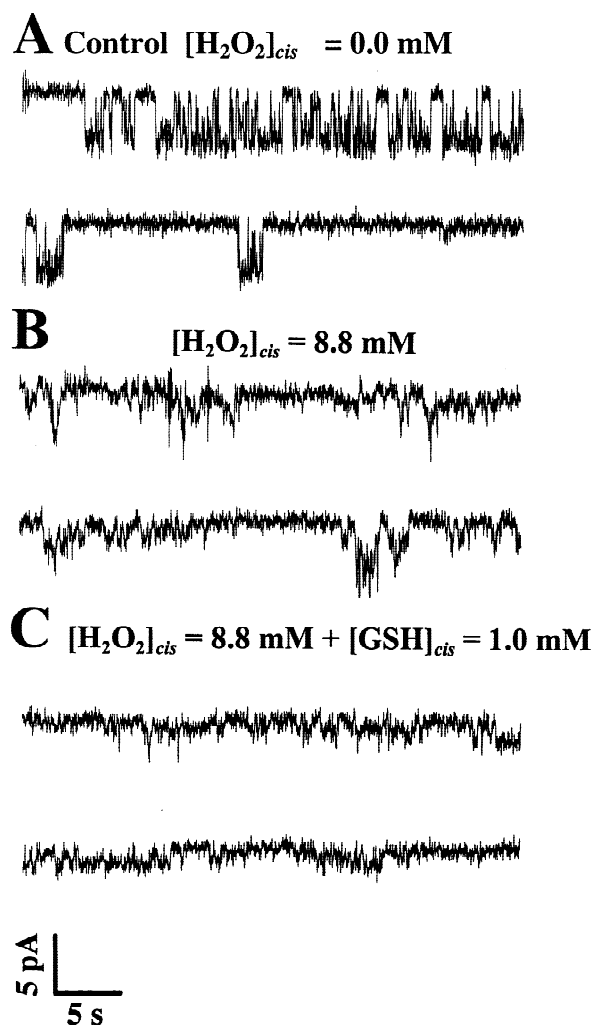 A Control [H₂O₂]cis = 0.0 mM
B
[H₂O₂]cis = 8.8 mM
C [H₂O₂]cis = 8.8 mM + [GSH]cis = 1.0 mM
5 pA
5 s